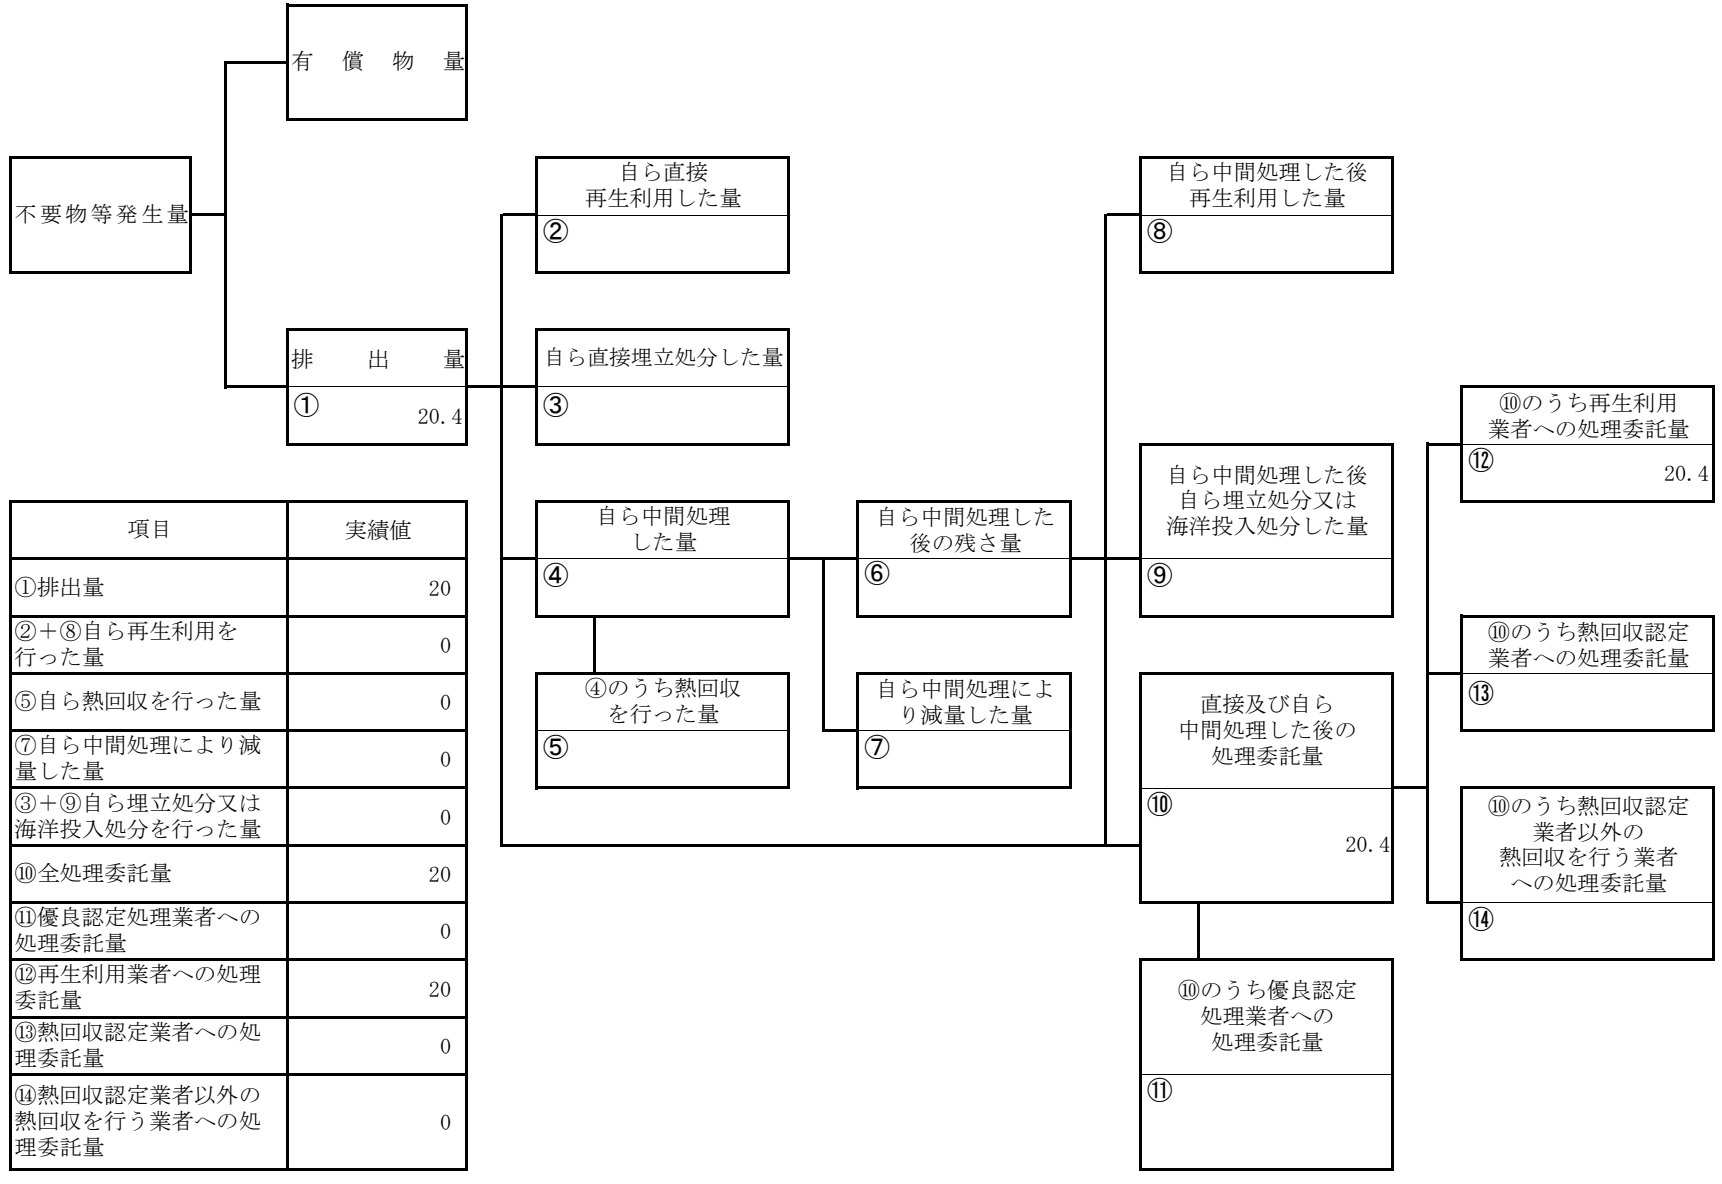 有償物量
不要物等発生量
自ら直接
再生利用した量
②
自ら中間処理した後
再生利用した量
⑧
排出量
①
20.4
自ら直接埋立処分した量
③
⑩のうち再生利用
業者への処理委託量
⑫
20.4
自ら中間処理
した量
④
自ら中間処理した
後の残さ量
⑥
自ら中間処理した後
自ら埋立処分又は
海洋投入処分した量
⑨
④のうち熱回収
を行った量
⑤
自ら中間処理によ
り減量した量
⑦
直接及び自ら
中間処理した後の
処理委託量
⑩
20.4
⑩のうち熱回収認定
業者への処理委託量
⑬
⑩のうち熱回収認定
業者以外の
熱回収を行う業者
への処理委託量
⑭
⑩のうち優良認定
処理業者への
処理委託量
⑪
項目 実績値
①排出量 20
②＋⑧自ら再生利用を
行った量 0
⑤自ら熱回収を行った量 0
⑦自ら中間処理により減
量した量 0
③＋⑨自ら埋立処分又は
海洋投入処分を行った量 0
⑩全処理委託量 20
⑪優良認定処理業者への
処理委託量 0
⑫再生利用業者への処理
委託量 20
⑬熱回収認定業者への処
理委託量 0
⑭熱回収認定業者以外の
熱回収を行う業者への処
理委託量 0